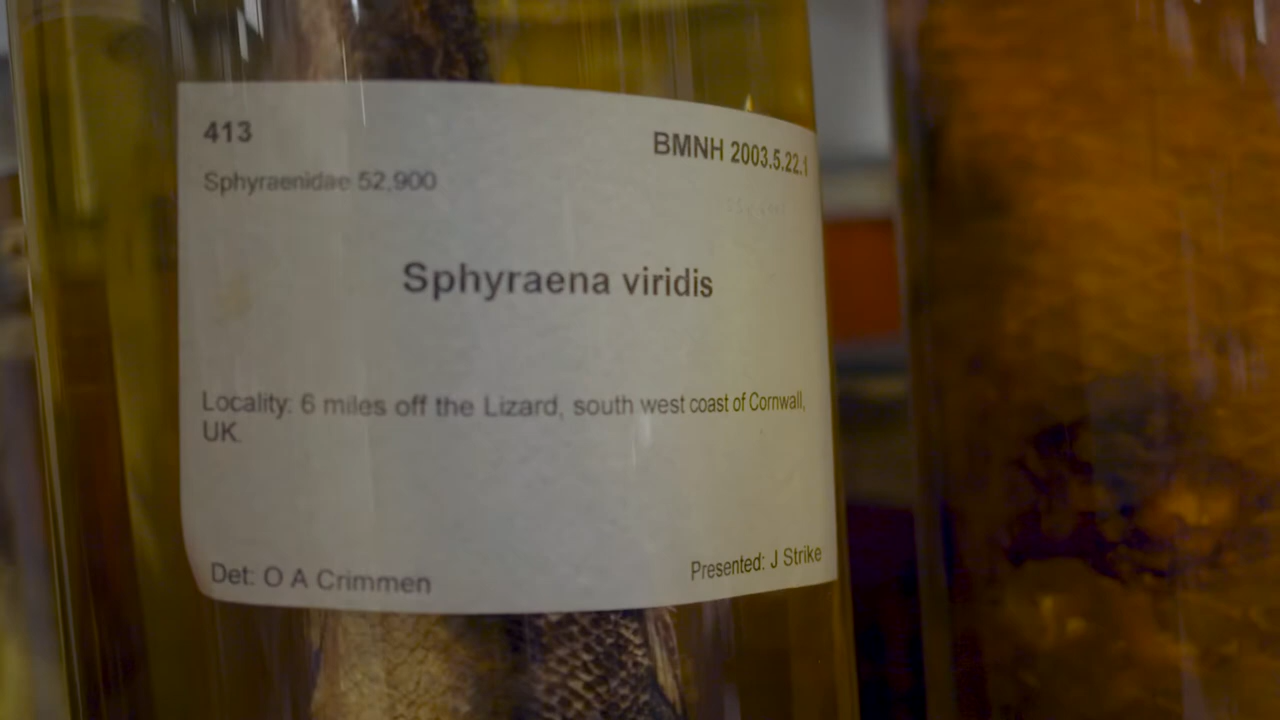 413
BMNH 2003.5.22.1
Sphyraenidae 52,900
Sphyraena viridis
Locality: 6 miles off the Lizard, south west coast of Cornwall,
UK.
Det: O A Crimmen
Presented: J Strike